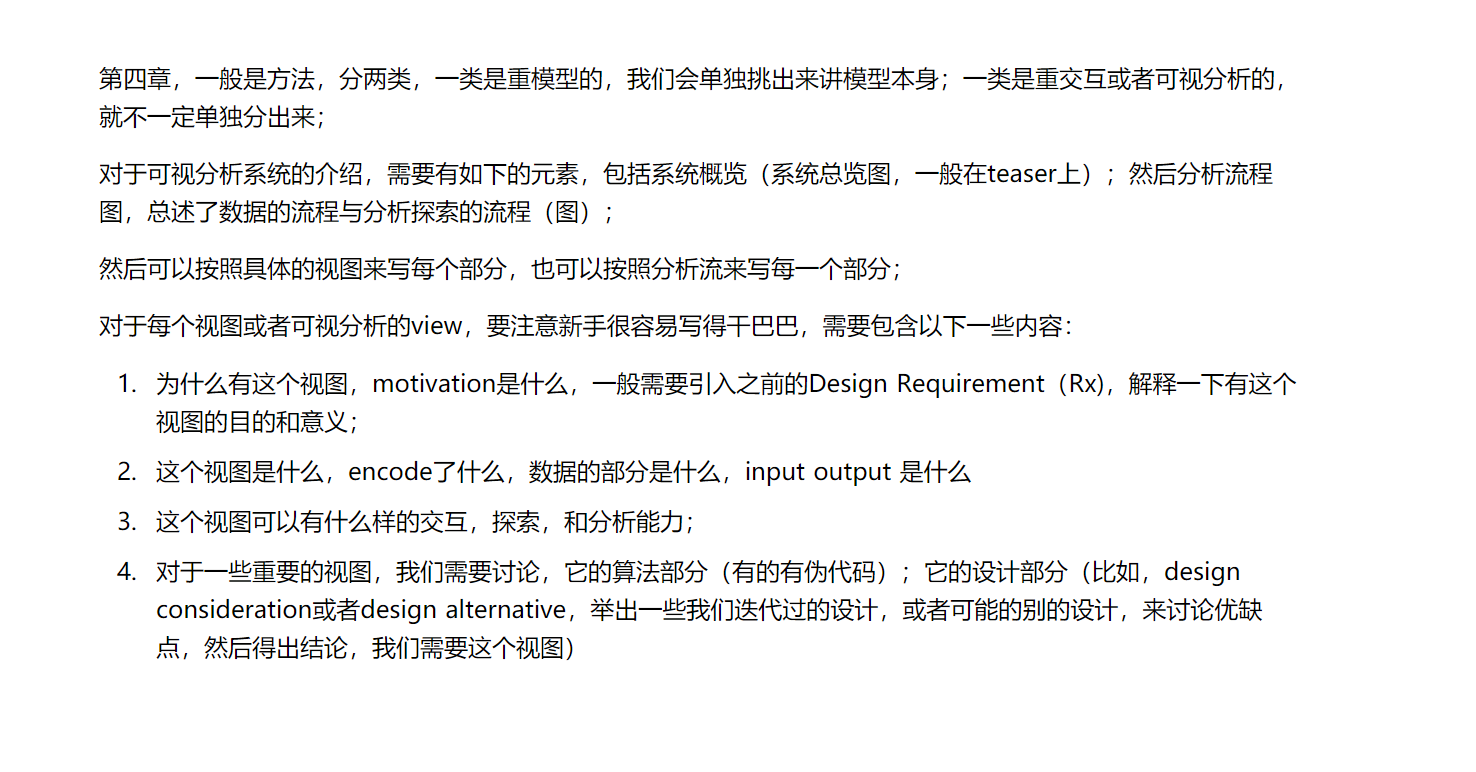 第四章，一般是方法，分两类，一类是重模型的，我们会单独挑出来讲模型本身；一类是重交互或者可视分析的，
就不一定单独分出来；
对于可视分析系统的介绍，需要有如下的元素，包括系统概览（系统总览图，一般在teaser上）；然后分析流程
图，总述了数据的流程与分析探索的流程（图）；
然后可以按照具体的视图来写每个部分，也可以按照分析流来写每一个部分；
对于每个视图或者可视分析的view，要注意新手很容易写得干巴巴，需要包含以下一些内容：
1. 为什么有这个视图，motivation是什么，一般需要引入之前的Design Requirement（Rx)，解释一下有这个
视图的目的和意义；
2. 这个视图是什么，encode了什么，数据的部分是什么，input output 是什么
3. 这个视图可以有什么样的交互，探索，和分析能力；
4. 对于一些重要的视图，我们需要讨论，它的算法部分（有的有伪代码）；它的设计部分（比如，design
consideration或者design alternative，举出一些我们迭代过的设计，或者可能的别的设计，来讨论优缺
点，然后得出结论，我们需要这个视图）